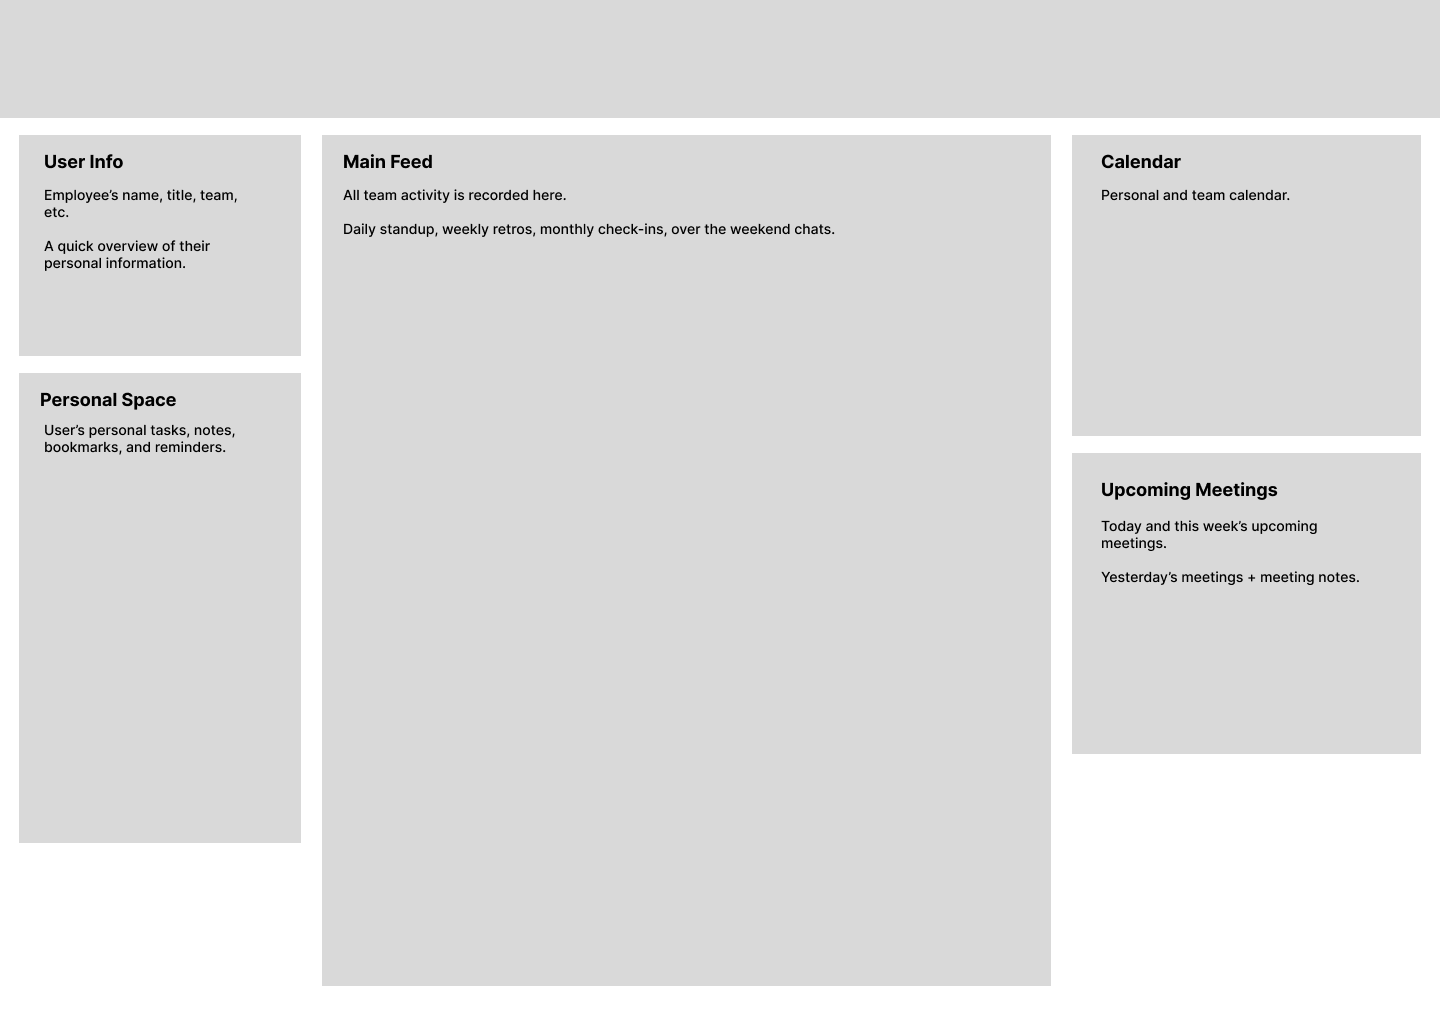 User Info
Employee’s name, title, team,
etc.
A quick overview of their
personal information.
Personal Space
User’s personal tasks, notes,
bookmarks, and reminders.
Main Feed
All team activity is recorded here.
Daily standup, weekly retros, monthly check-ins, over the weekend chats.
Calendar
Personal and team calendar.
Upcoming Meetings
Today and this week’s upcoming
meetings.
Yesterday’s meetings + meeting notes.